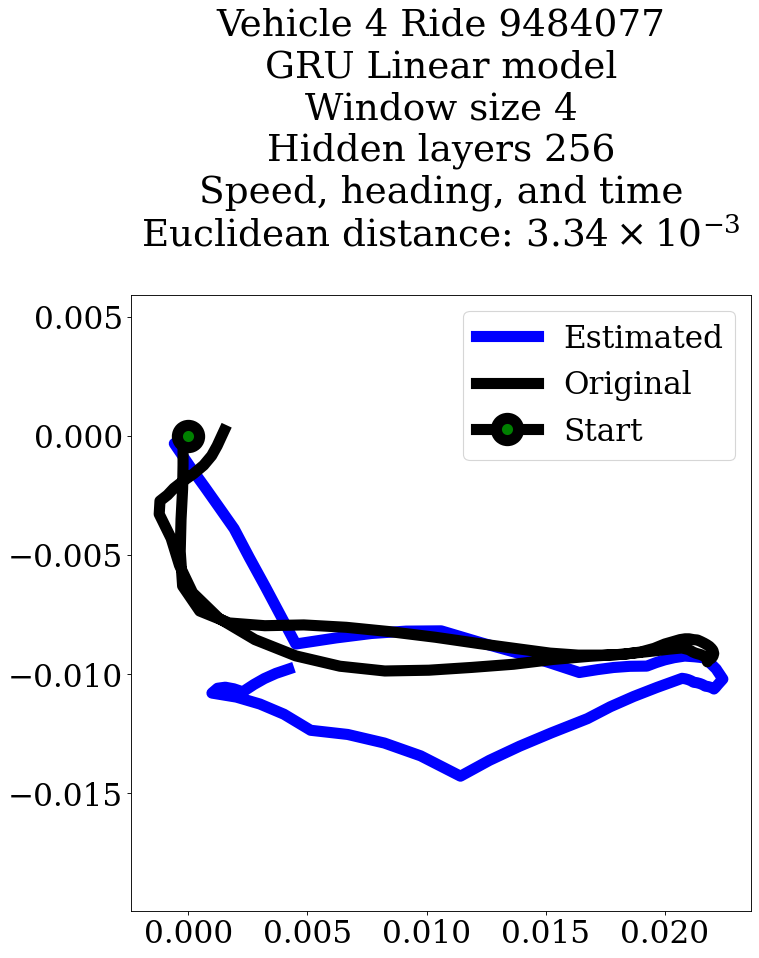 Vehicle 4 Ride 9484077
GRU Linear model
Window size 4
Hidden layers 256
Speed, heading, and time
Euclidean distance: 3.34 × 10⁻³
Estimated
Original
Start
0.005
0.000
−0.005
−0.010
−0.015
0.000 0.005 0.010 0.015 0.020